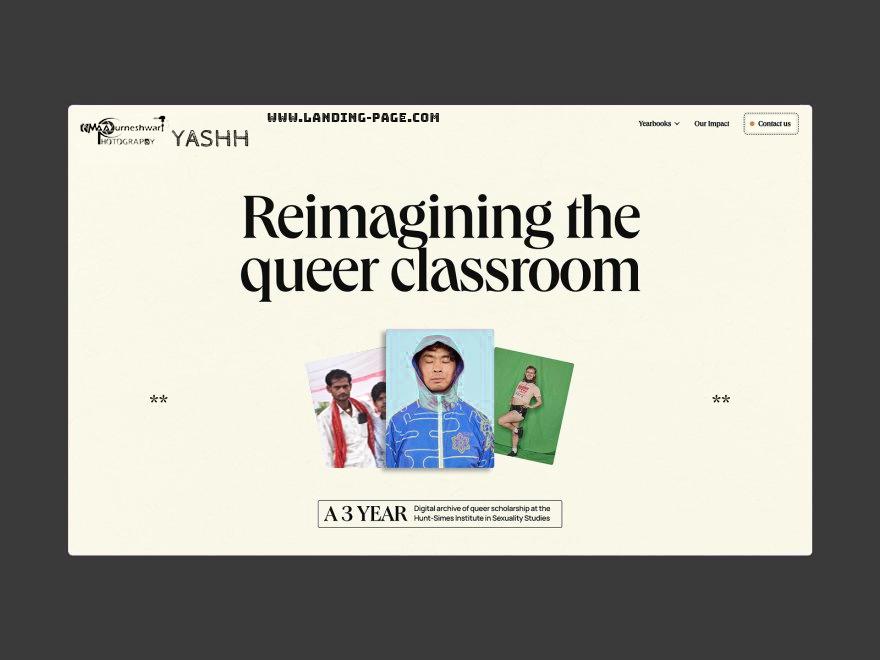 YASHH
WWW.LANDING-PAGE.COM
Yearbooks
Our Impact
Contact us
Reimagining the
queer classroom
**
**
A 3 YEAR
Digital archive of queer scholarship at the
Hunt-Simes Institute in Sexuality Studies